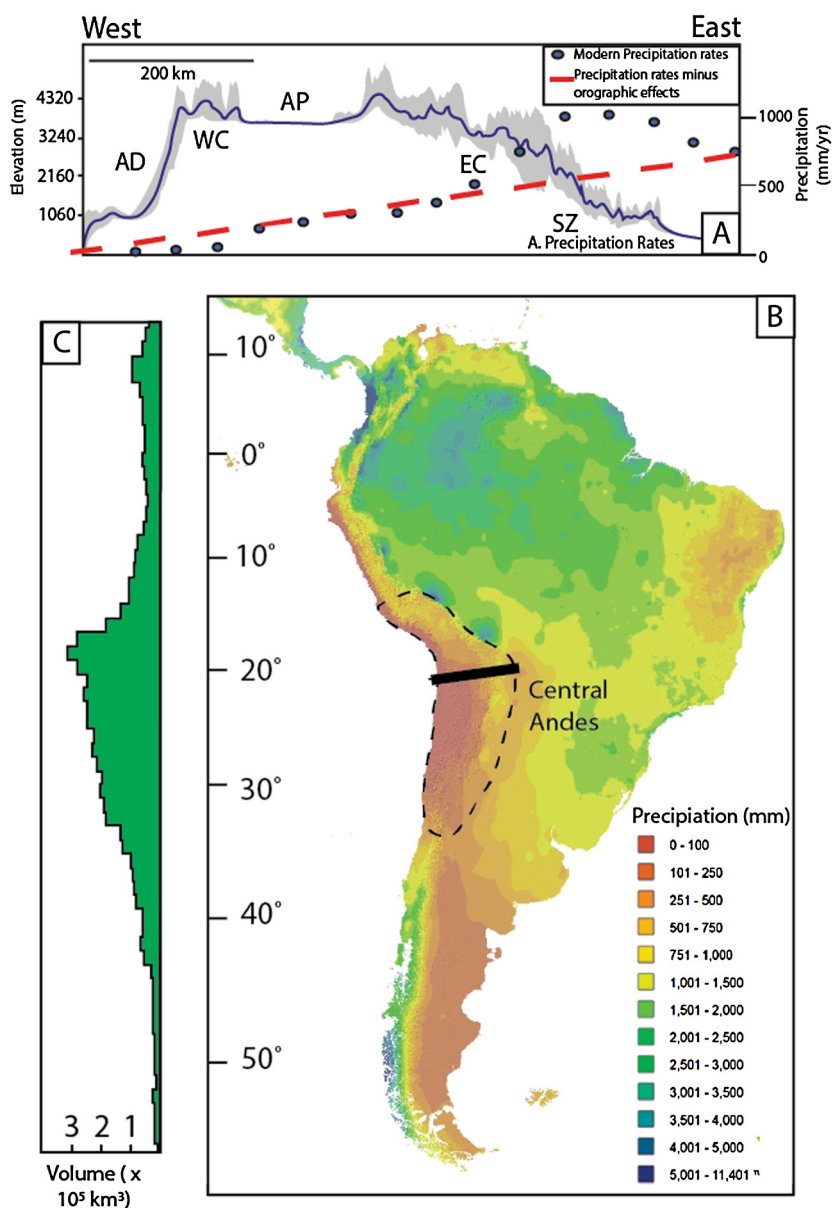 West
East
200 km
Modern Precipitation rates
Precipitation rates minus
orographic effects
Elevation (m)
4320
3240
2160
1060
AD
WC
AP
EC
SZ
A. Precipitation Rates
A
1000
500
0
Precipitation
(mm/yr)
C
B
10°
0°
10°
20°
30°
40°
50°
Central
Andes
3 2 1
Volume ( x
10⁵ km³)
Precipiation (mm)
0 - 100
101 - 250
251 - 500
501 - 750
751 - 1,000
1,001 - 1,500
1,501 - 2,000
2,001 - 2,500
2,501 - 3,000
3,001 - 3,500
3,501 - 4,000
4,001 - 5,000
5,001 - 11,401